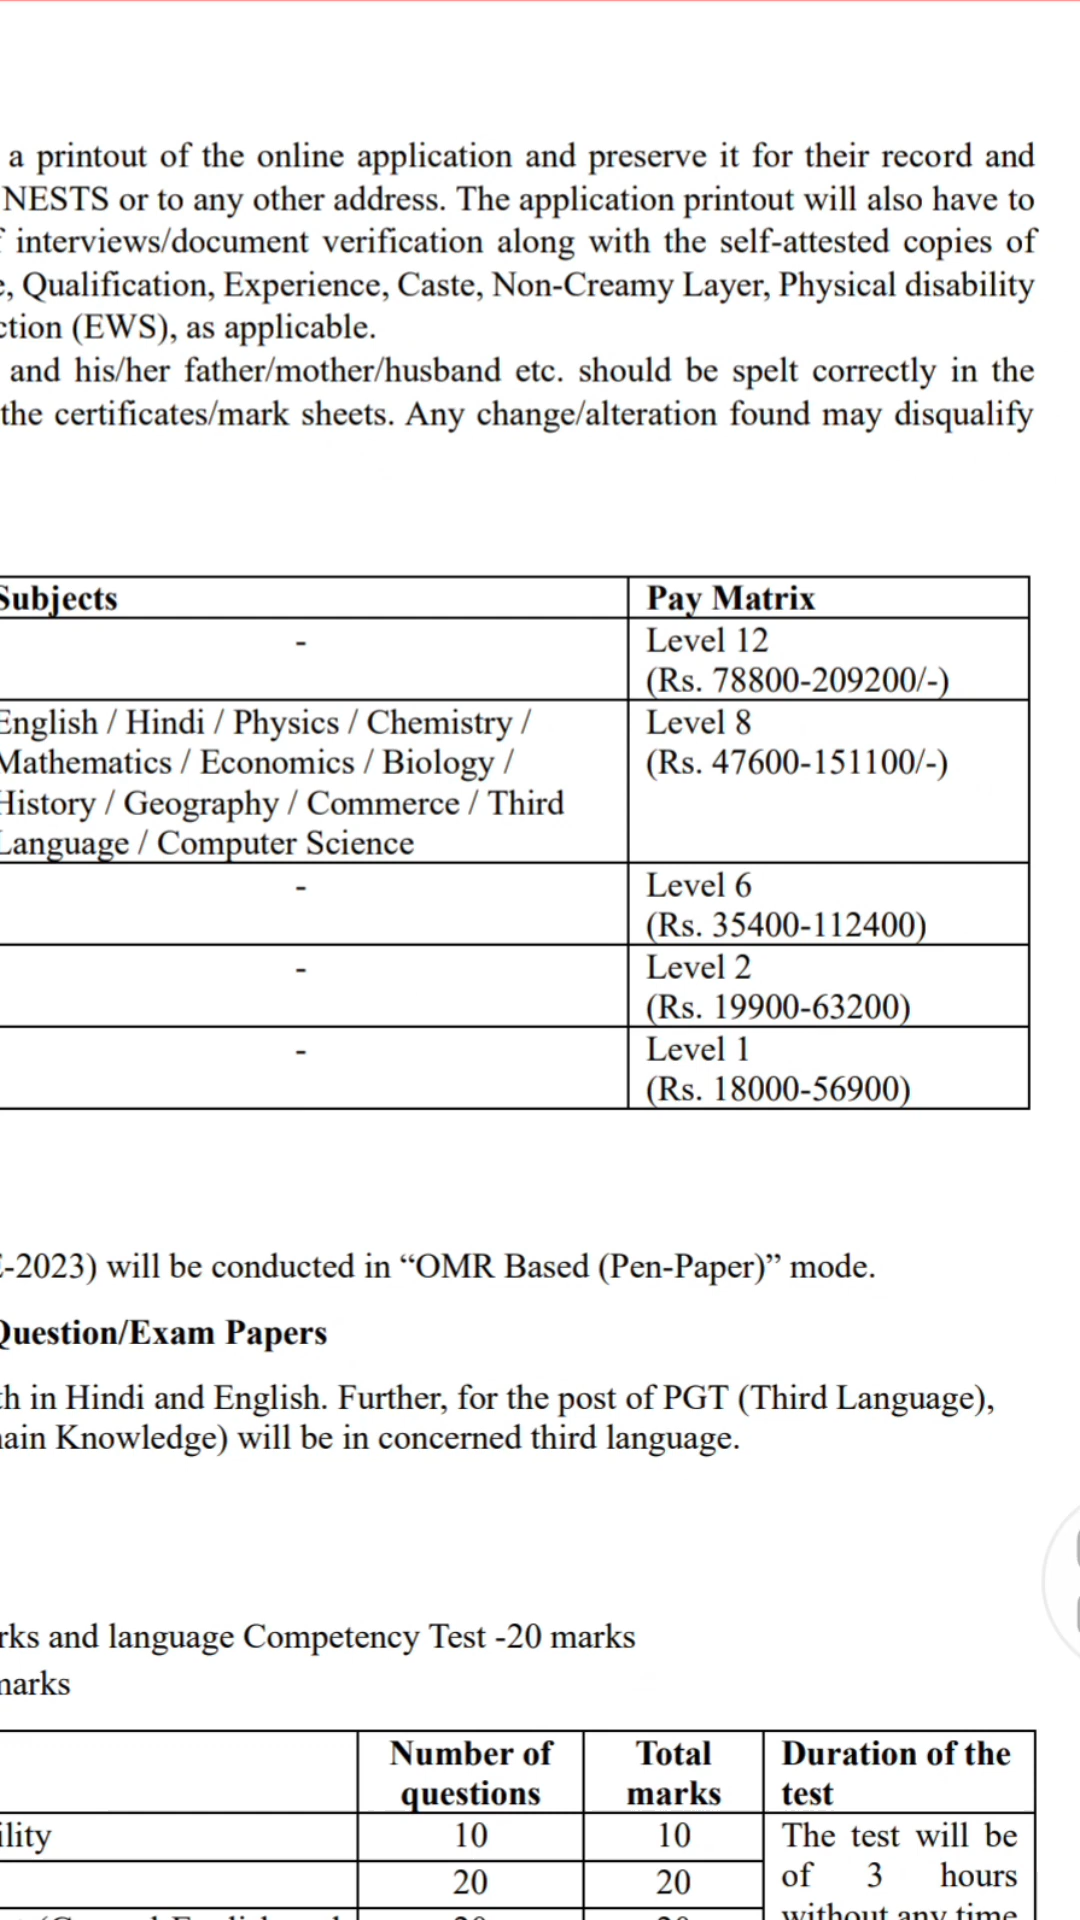 a printout of the online application and preserve it for their record and
NESTS or to any other address. The application printout will also have to
interviews/document verification along with the self-attested copies of
, Qualification, Experience, Caste, Non-Creamy Layer, Physical disability
ction (EWS), as applicable.
and his/her father/mother/husband etc. should be spelt correctly in the
the certificates/mark sheets. Any change/alteration found may disqualify
Subjects Pay Matrix
- Level 12
(Rs. 78800-209200/-)
English / Hindi / Physics / Chemistry / Level 8
Mathematics / Economics / Biology / (Rs. 47600-151100/-)
History / Geography / Commerce / Third
Language / Computer Science
- Level 6
(Rs. 35400-112400)
- Level 2
(Rs. 19900-63200)
- Level 1
(Rs. 18000-56900)
-2023) will be conducted in “OMR Based (Pen-Paper)” mode.
Question/Exam Papers
th in Hindi and English. Further, for the post of PGT (Third Language),
ain Knowledge) will be in concerned third language.
rks and language Competency Test -20 marks
marks
Number of Total Duration of the
questions marks test
ility 10 10 The test will be
20 20 of 3 hours
without any time